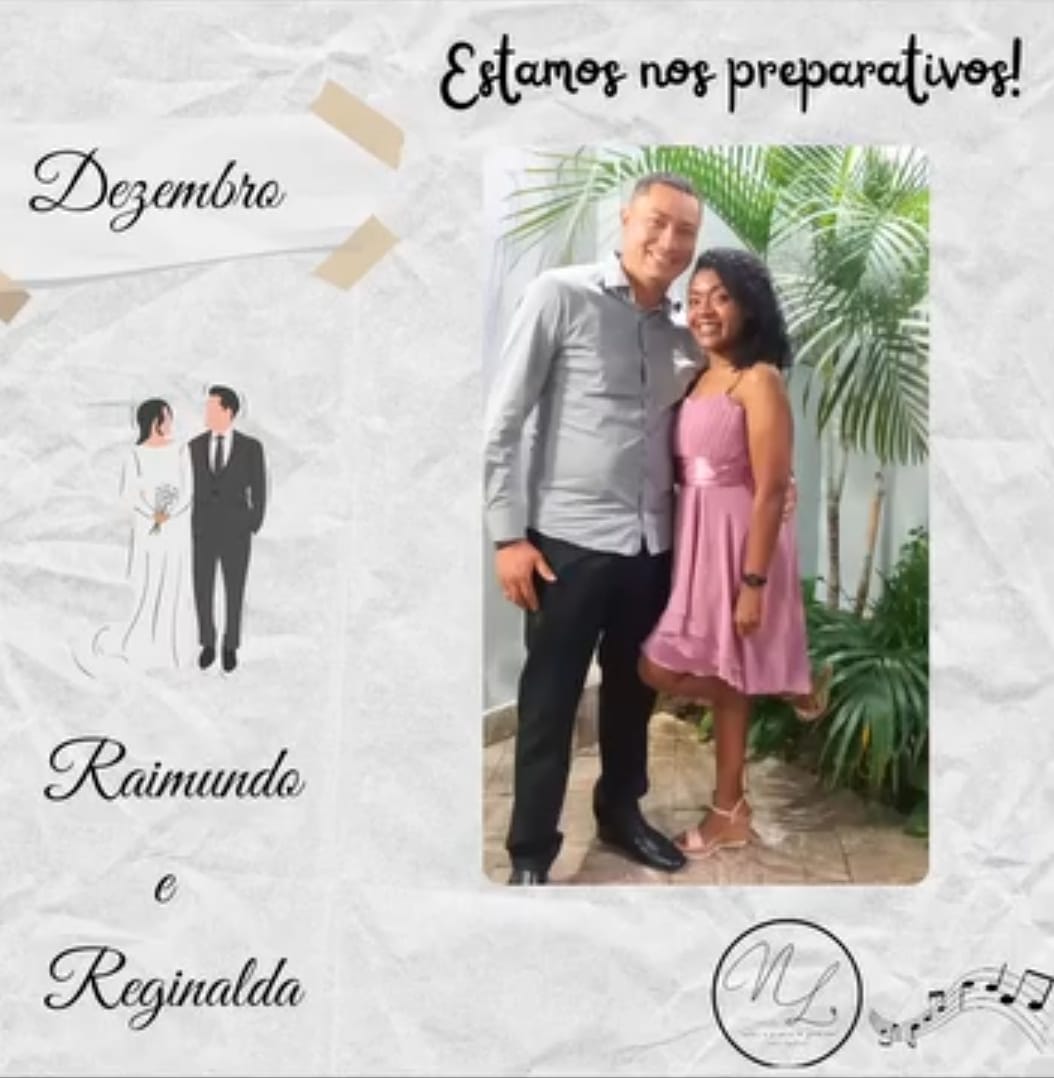 Estamos nos preparativos!
Dezembro
Raimundo
e
Reginalda
NL